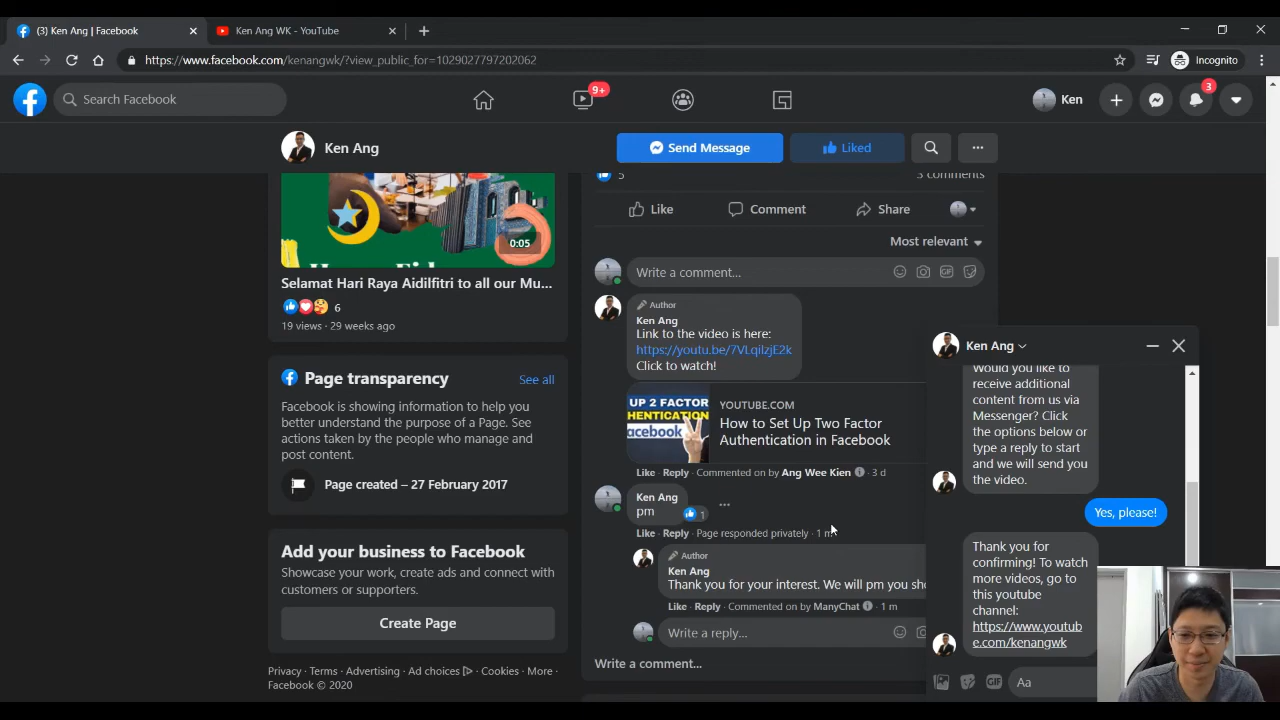 (3) Ken Ang | Facebook
Ken Ang WK - YouTube
https://www.facebook.com/kenangwk/?view_public_for=1029027797202062
Incognito
Search Facebook
9+
Ken
3
Ken Ang
Send Message
Liked
0:05
Selamat Hari Raya Aidilfitri to all our Mu...
6
19 views · 29 weeks ago
Page transparency
See all
Facebook is showing information to help you
better understand the purpose of a Page. See
actions taken by the people who manage and
post content.
Page created – 27 February 2017
Add your business to Facebook
Showcase your work, create ads and connect with
customers or supporters.
Create Page
Privacy · Terms · Advertising · Ad choices · Cookies · More ·
Facebook © 2020
5
3 comments
Like
Comment
Share
Most relevant
Write a comment...
GIF
Author
Ken Ang
Link to the video is here:
https://youtu.be/7VLqilzjE2k
Click to watch!
UP 2 FACTOR
HENTICATION
acebook
YOUTUBE.COM
How to Set Up Two Factor
Authentication in Facebook
Like · Reply · Commented on by Ang Wee Kien · 3 d
Ken Ang
pm
1
Like · Reply · Page responded privately · 1 m
Author
Ken Ang
Thank you for your interest. We will pm you sho
Like · Reply · Commented on by ManyChat · 1 m
Write a reply...
Write a comment...
Ken Ang
Would you like to
receive additional
content from us via
Messenger? Click
the options below or
type a reply to start
and we will send you
the video.
Yes, please!
Thank you for
confirming! To watch
more videos, go to
this youtube
channel:
https://www.youtub
e.com/kenangwk
GIF
Aa